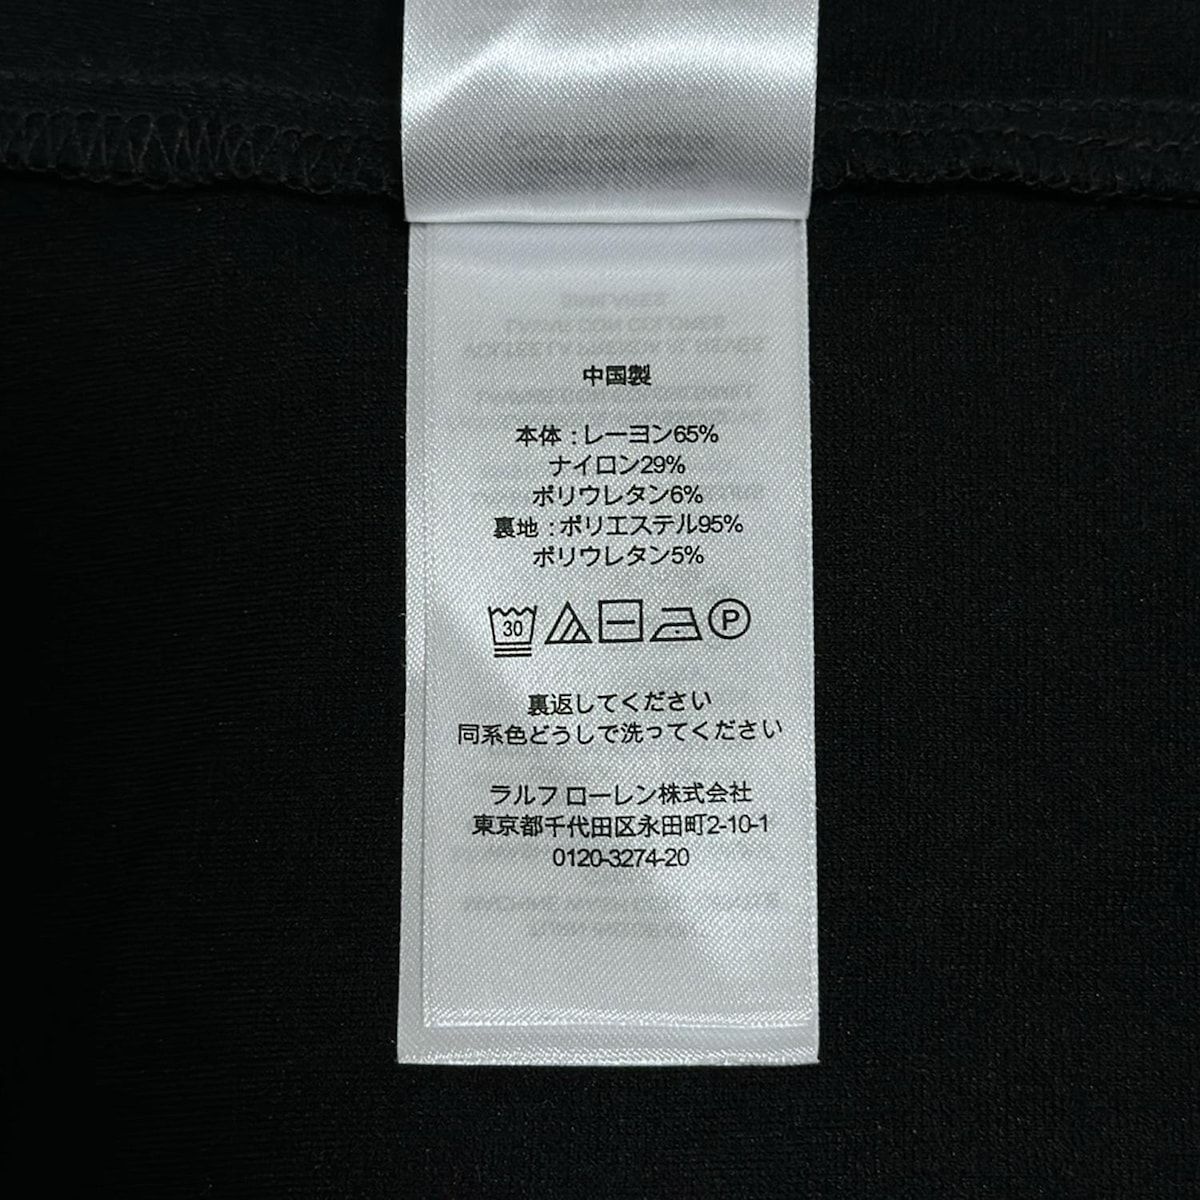 中国製
本体 : レーヨン65%
ナイロン29%
ポリウレタン6%
裏地 : ポリエステル95%
ポリウレタン5%
30 P
裏返してください
同系色どうしで洗ってください
ラルフ ローレン株式会社
東京都千代田区永田町2-10-1
0120-3274-20